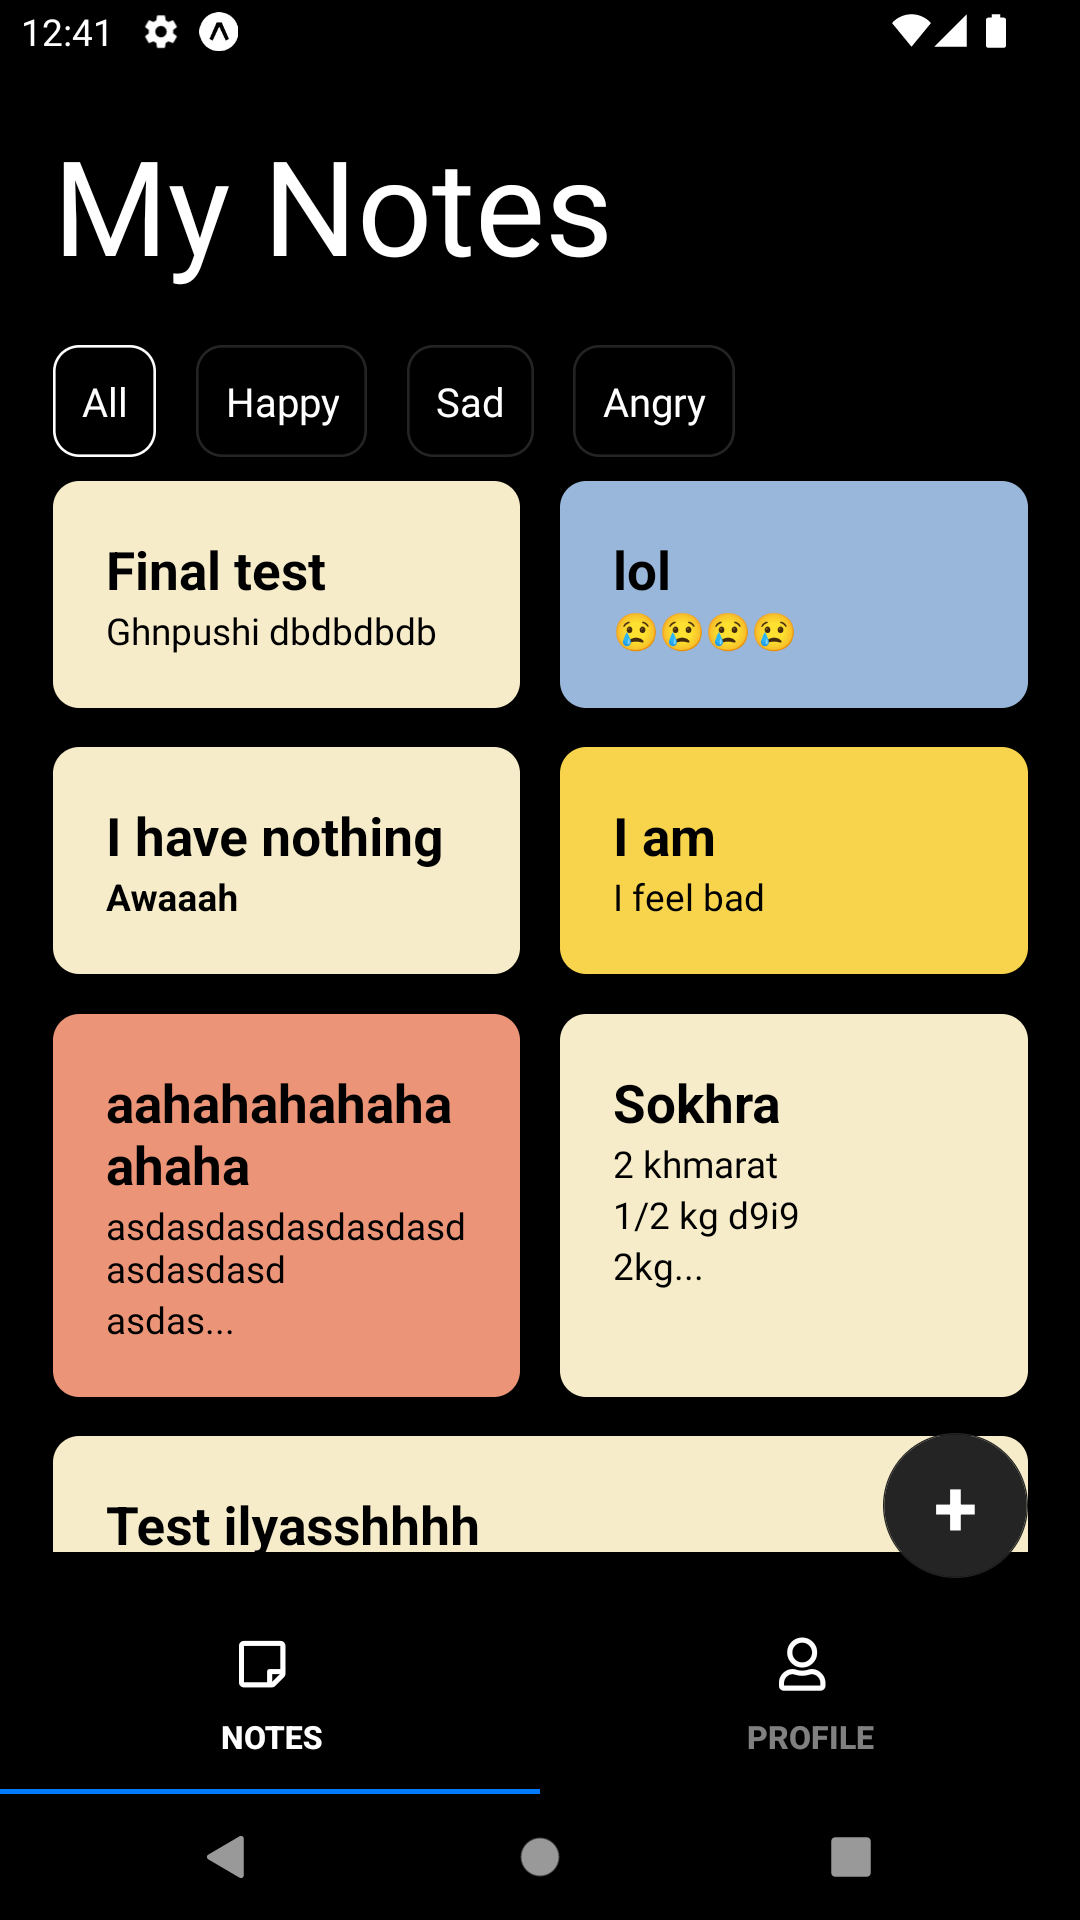 12:41
My Notes
All Happy Sad Angry
Final test
Ghnpushi dbdbdbdb
lol
😢😢😢😢
I have nothing
Awaaah
I am
I feel bad
aahahahahaha
ahaha
asdasdasdasdasdasd
asdasdasd
asdas...
Sokhra
2 khmarat
1/2 kg d9i9
2kg...
Test ilyasshhhh
NOTES
PROFILE